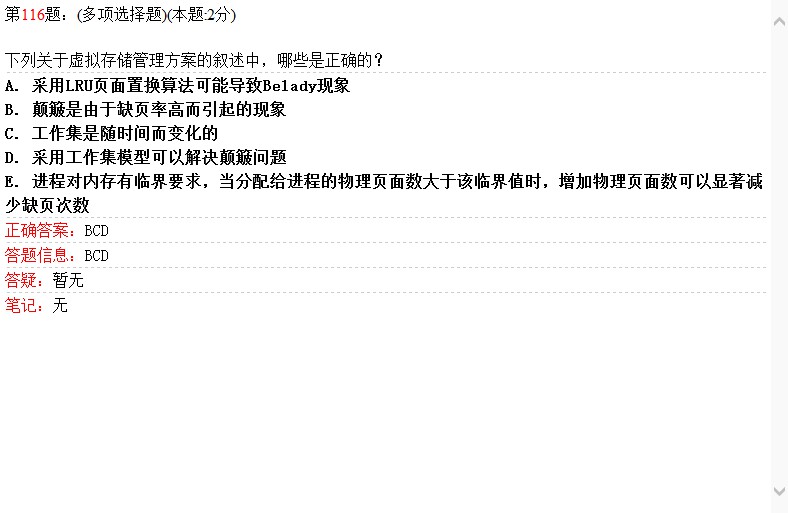 第116题：(多项选择题)(本题:2分)
下列关于虚拟存储管理方案的叙述中，哪些是正确的？
A. 采用LRU页面置换算法可能导致Belady现象
B. 颠簸是由于缺页率高而引起的现象
C. 工作集是随时间而变化的
D. 采用工作集模型可以解决颠簸问题
E. 进程对内存有临界要求，当分配给进程的物理页面数大于该临界值时，增加物理页面数可以显著减
少缺页次数
正确答案：BCD
答题信息：BCD
答疑：暂无
笔记：无